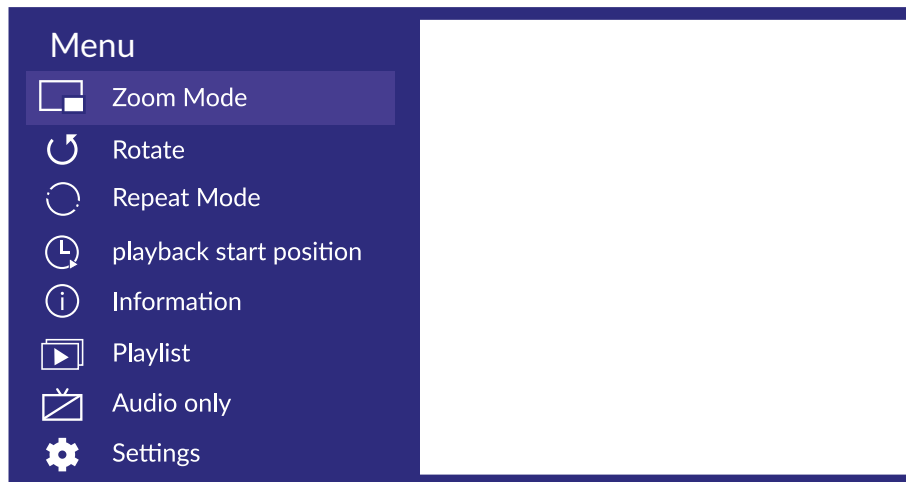 Menu
Zoom Mode
Rotate
Repeat Mode
playback start position
Information
Playlist
Audio only
Settings